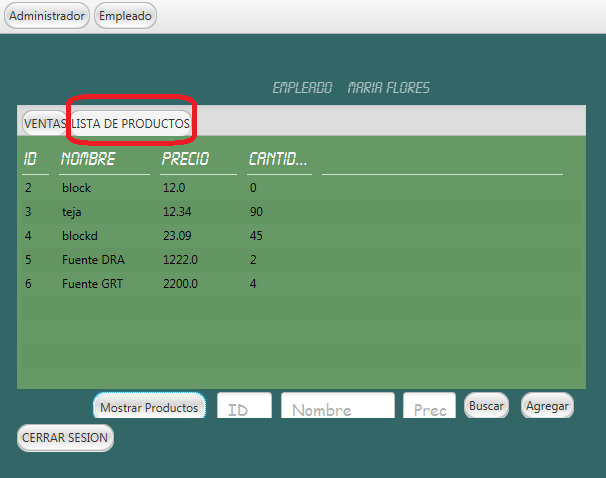 Administrador Empleado
EMPLEADO MARIA FLORES
VENTAS LISTA DE PRODUCTOS
ID NOMBRE PRECIO CANTID...
2 block 12.0 0
3 teja 12.34 90
4 blockd 23.09 45
5 Fuente DRA 1222.0 2
6 Fuente GRT 2200.0 4
Mostrar Productos ID Nombre Prec Buscar Agregar
CERRAR SESION